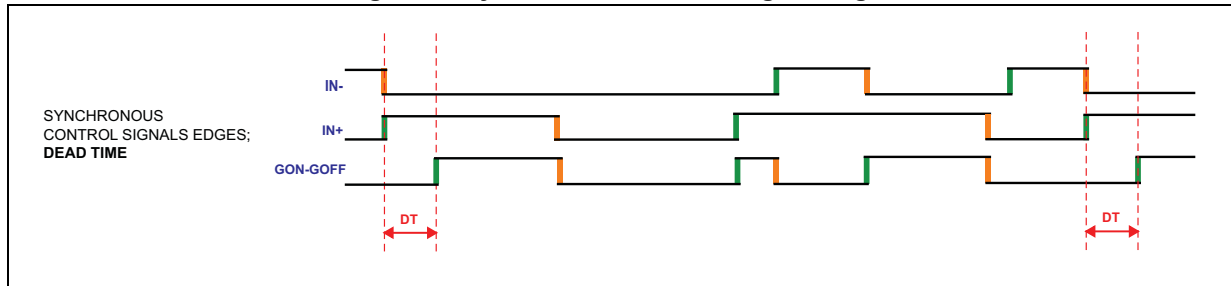 IN-
SYNCHRONOUS
CONTROL SIGNALS EDGES;
DEAD TIME
IN+
GON-GOFF
DT
DT